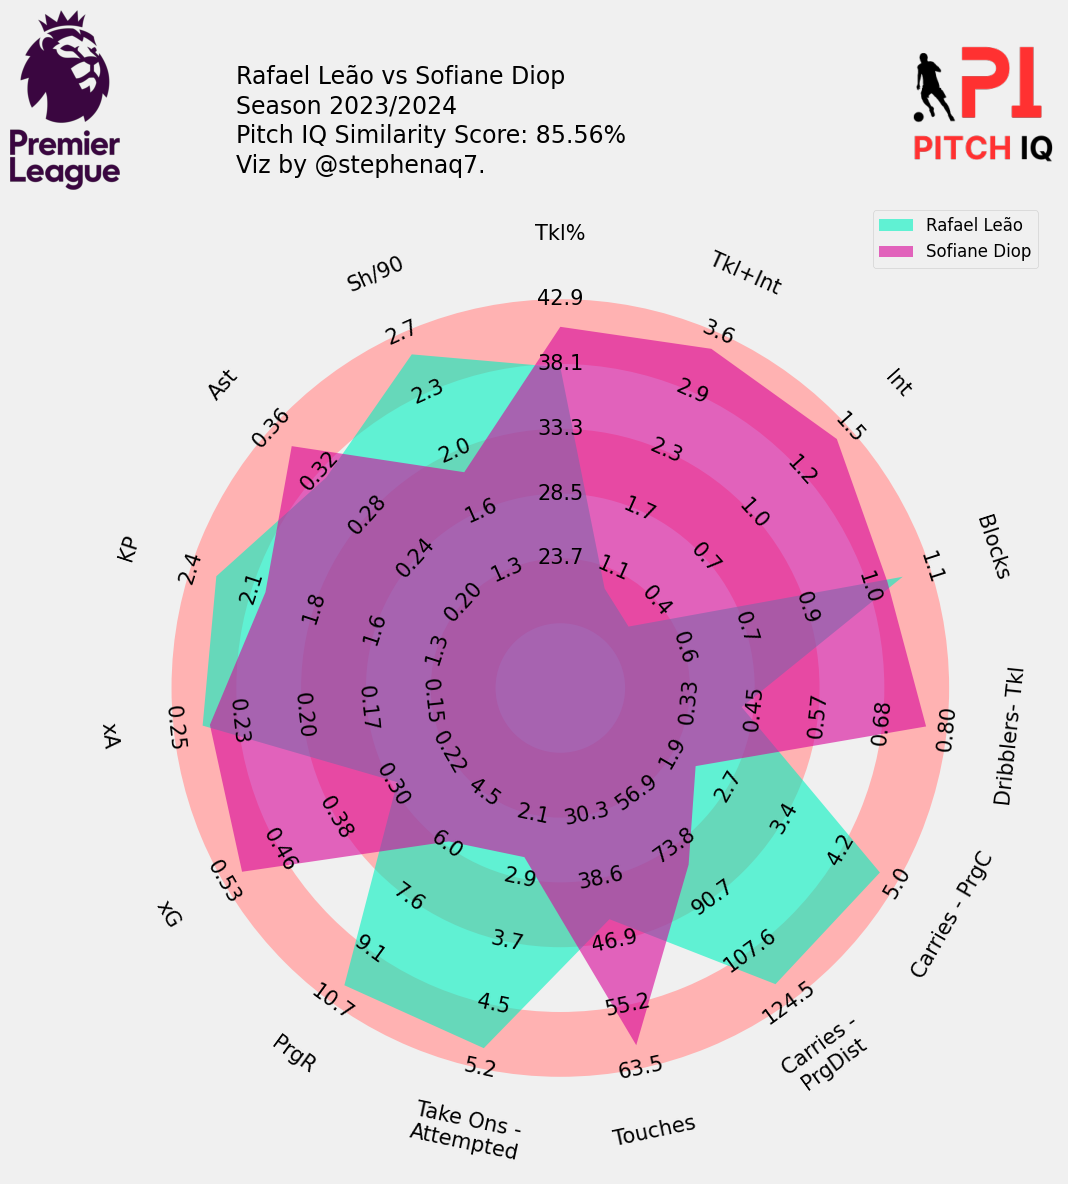 Premier
League
Rafael Leão vs Sofiane Diop
Season 2023/2024
Pitch IQ Similarity Score: 85.56%
Viz by @stephenaq7.
PI
PITCH IQ
Rafael Leão
Sofiane Diop
Tkl%
42.9
38.1
33.3
28.5
23.7
Tkl+Int
3.6
2.9
2.3
1.7
1.1
Int
1.5
1.2
1.0
0.7
0.4
Blocks
1.1
1.0
0.9
0.7
0.6
Dribblers- Tkl
0.80
0.68
0.57
0.45
0.33
Carries - PrgC
5.0
4.2
3.4
2.7
1.9
Carries -
PrgDist
124.5
107.6
90.7
73.8
56.9
Touches
63.5
55.2
46.9
38.6
30.3
Take Ons -
Attempted
5.2
4.5
3.7
2.9
2.1
PrgR
10.7
9.1
7.6
6.0
4.5
xG
0.53
0.46
0.38
0.30
0.22
xA
0.25
0.23
0.20
0.17
0.15
KP
2.4
2.1
1.8
1.6
1.3
Ast
0.36
0.32
0.28
0.24
0.20
Sh/90
2.7
2.3
2.0
1.6
1.3